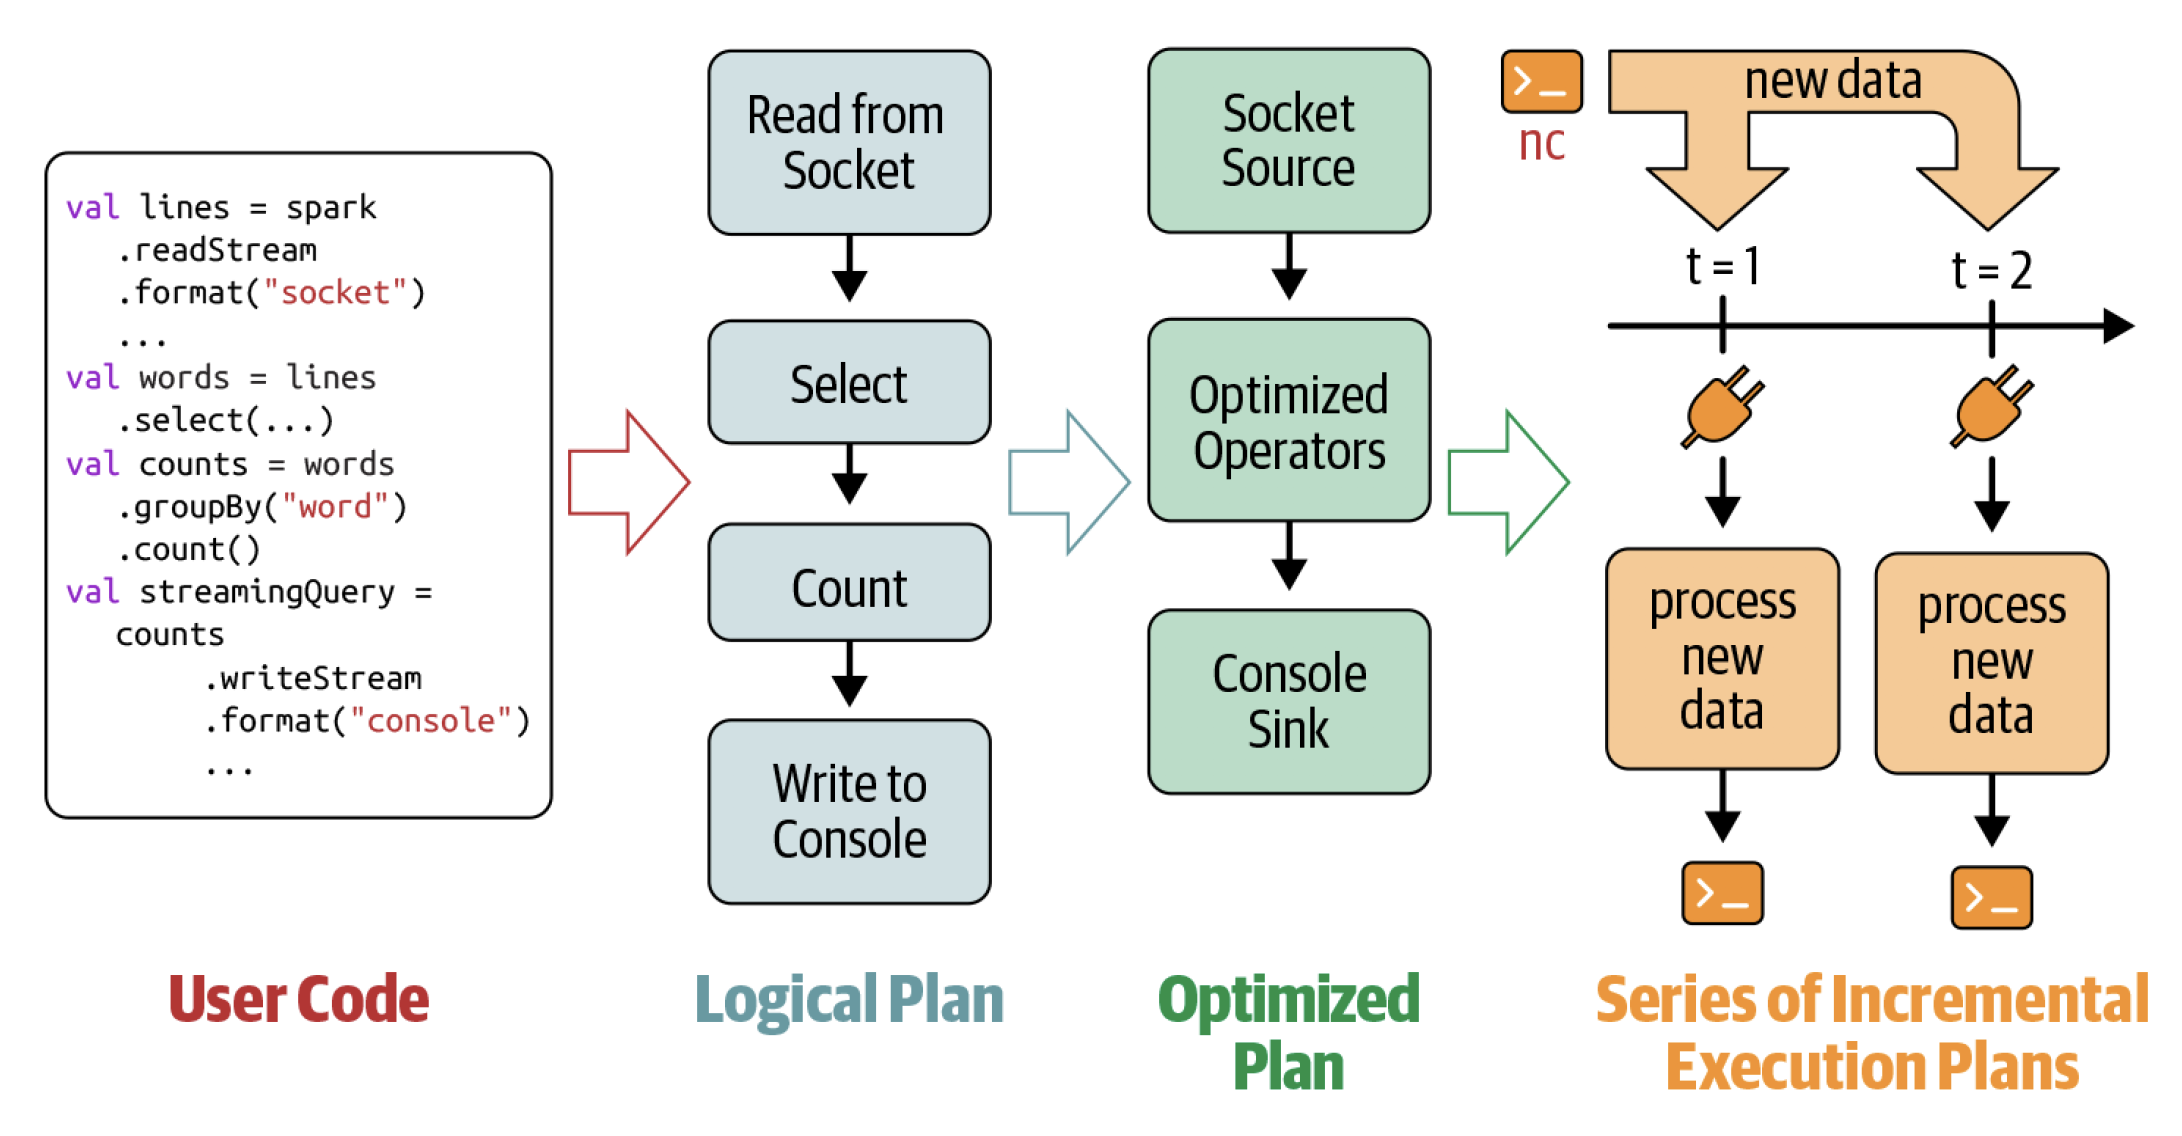 val lines = spark
.readStream
.format("socket")
...
val words = lines
.select(...)
val counts = words
.groupBy("word")
.count()
val streamingQuery =
counts
.writeStream
.format("console")
...
User Code
Read from
Socket
Select
Count
Write to
Console
Logical Plan
Socket
Source
Optimized
Operators
Console
Sink
Optimized
Plan
>_
nc
new data
t = 1
t = 2
process
new
data
process
new
data
>_
>_
Series of Incremental
Execution Plans